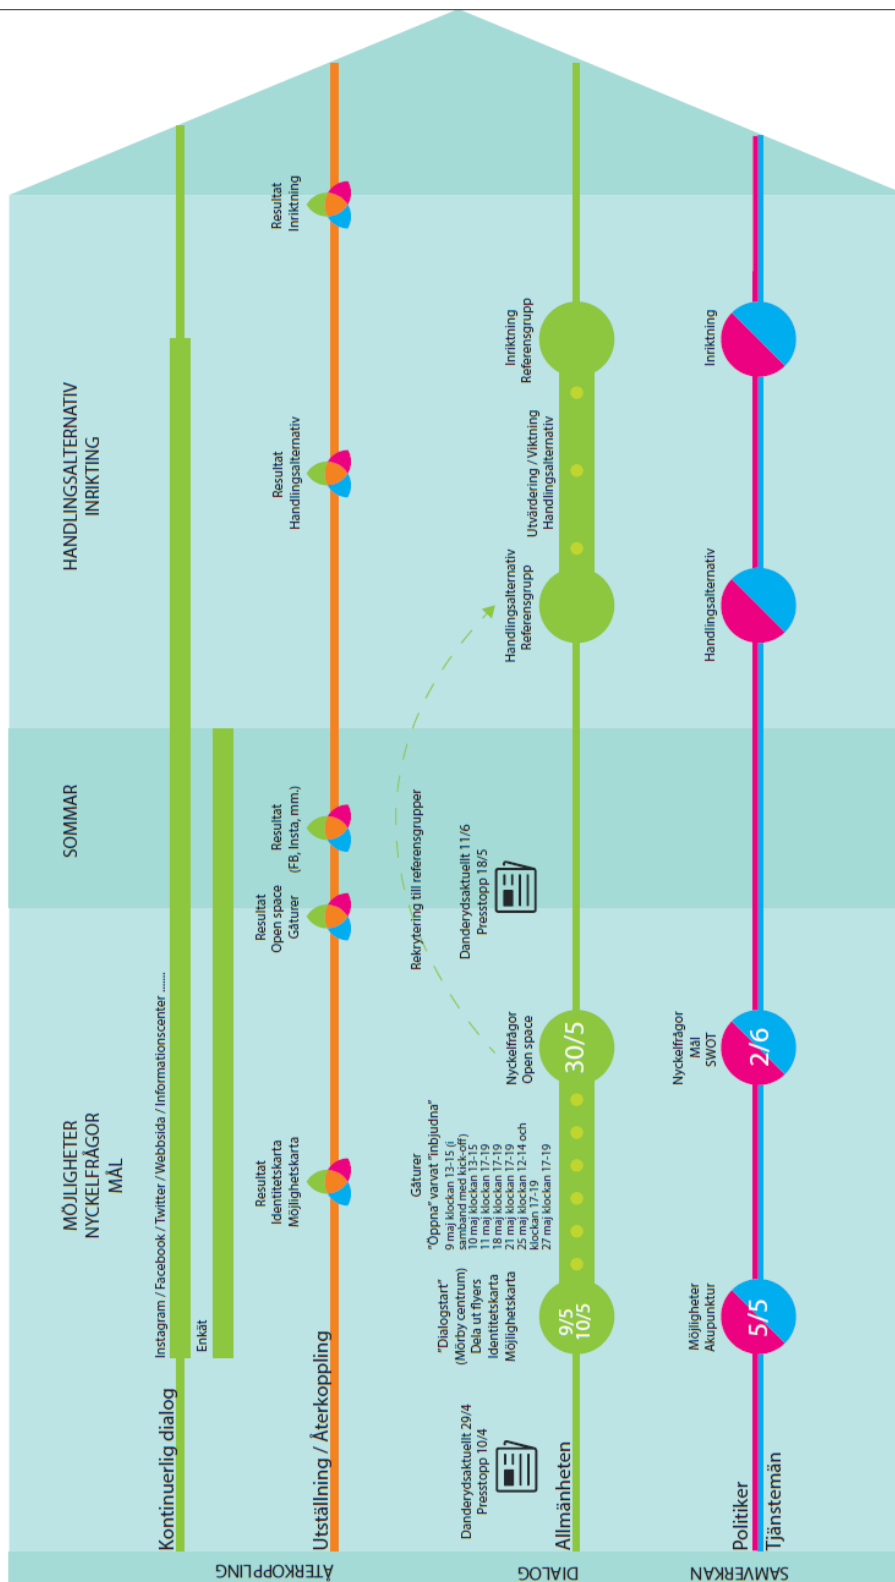 MÖJLIGHETER
NYCKELFRÅGOR
MÅL
SOMMAR
HANDLINGSALTERNATIV
INRIKTING
ÅTERKOPPLING
Kontinuerlig dialog
Instagram / Facebook / Twitter / Webbsida / Informationscenter .......
Enkät
Utställning / Återkoppling
Resultat
Identitetskarta
Möjlighetskarta
Resultat
Open space
Gåturer
Resultat
(FB, Insta, mm.)
Resultat
Handlingsalternativ
Resultat
Inriktning
DIALOG
Allmänheten
Danderydsaktuellt 29/4
Presstopp 10/4
"Dialogstart"
(Mörby centrum)
Dela ut flyers
Identitetskarta
Möjlighetskarta
9/5
10/5
Gåturer
"Öppna" varvat "inbjudna"
9 maj klockan 13-15 (i
samband med kick-off)
10 maj klockan 13-15
11 maj klockan 17-19
18 maj klockan 17-19
21 maj klockan 17-19
25 maj klockan 12-14 och
klockan 17-19
27 maj klockan 17-19
Nyckelfrågor
Open space
30/5
Rekrytering till referensgrupper
Danderydsaktuellt 11/6
Presstopp 18/5
Handlingsalternativ
Referensgrupp
Utvärdering / Viktning
Handlingsalternativ
Inriktning
Referensgrupp
SAMVERKAN
Politiker
Tjänstemän
Möjligheter
Akupunktur
5/5
Nyckelfrågor
Mål
SWOT
2/6
Handlingsalternativ
Inriktning